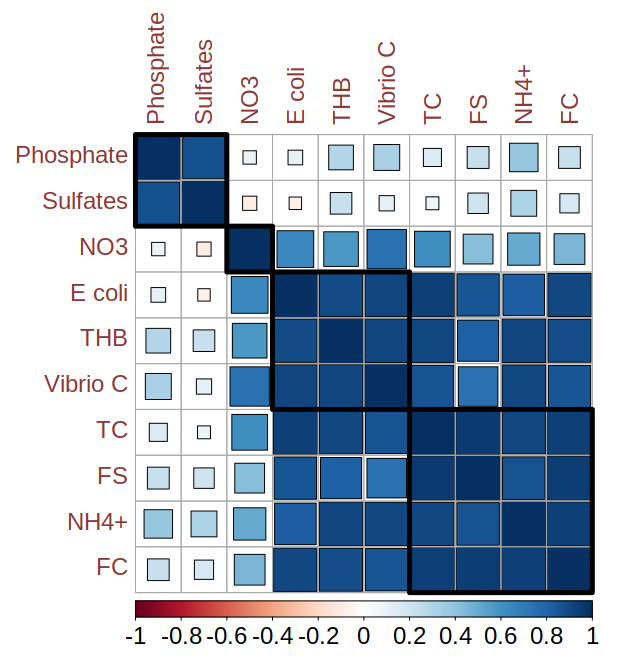 Phosphate Sulfates NO3 E coli THB Vibrio C TC FS NH4+ FC
Phosphate
Sulfates
NO3
E coli
THB
Vibrio C
TC
FS
NH4+
FC
-1 -0.8 -0.6 -0.4 -0.2 0 0.2 0.4 0.6 0.8 1